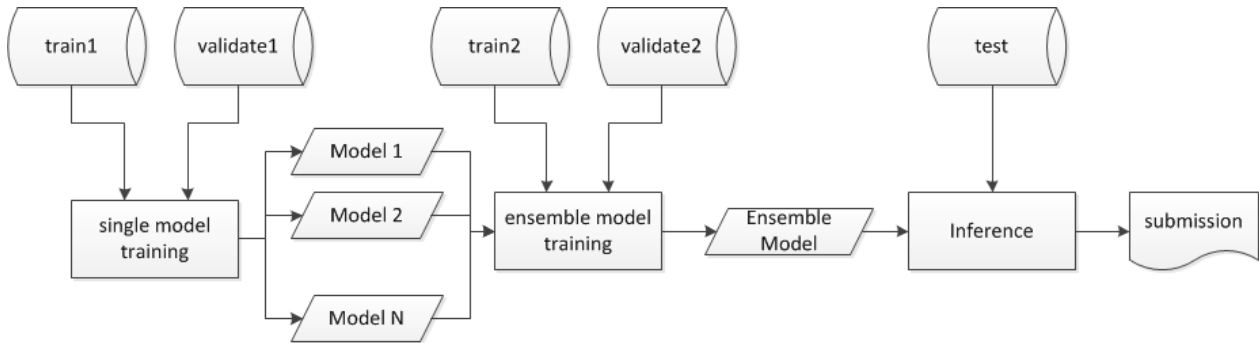 train1
validate1
train2
validate2
test
Model 1
Model 2
Model N
single model
training
ensemble model
training
Ensemble
Model
Inference
submission